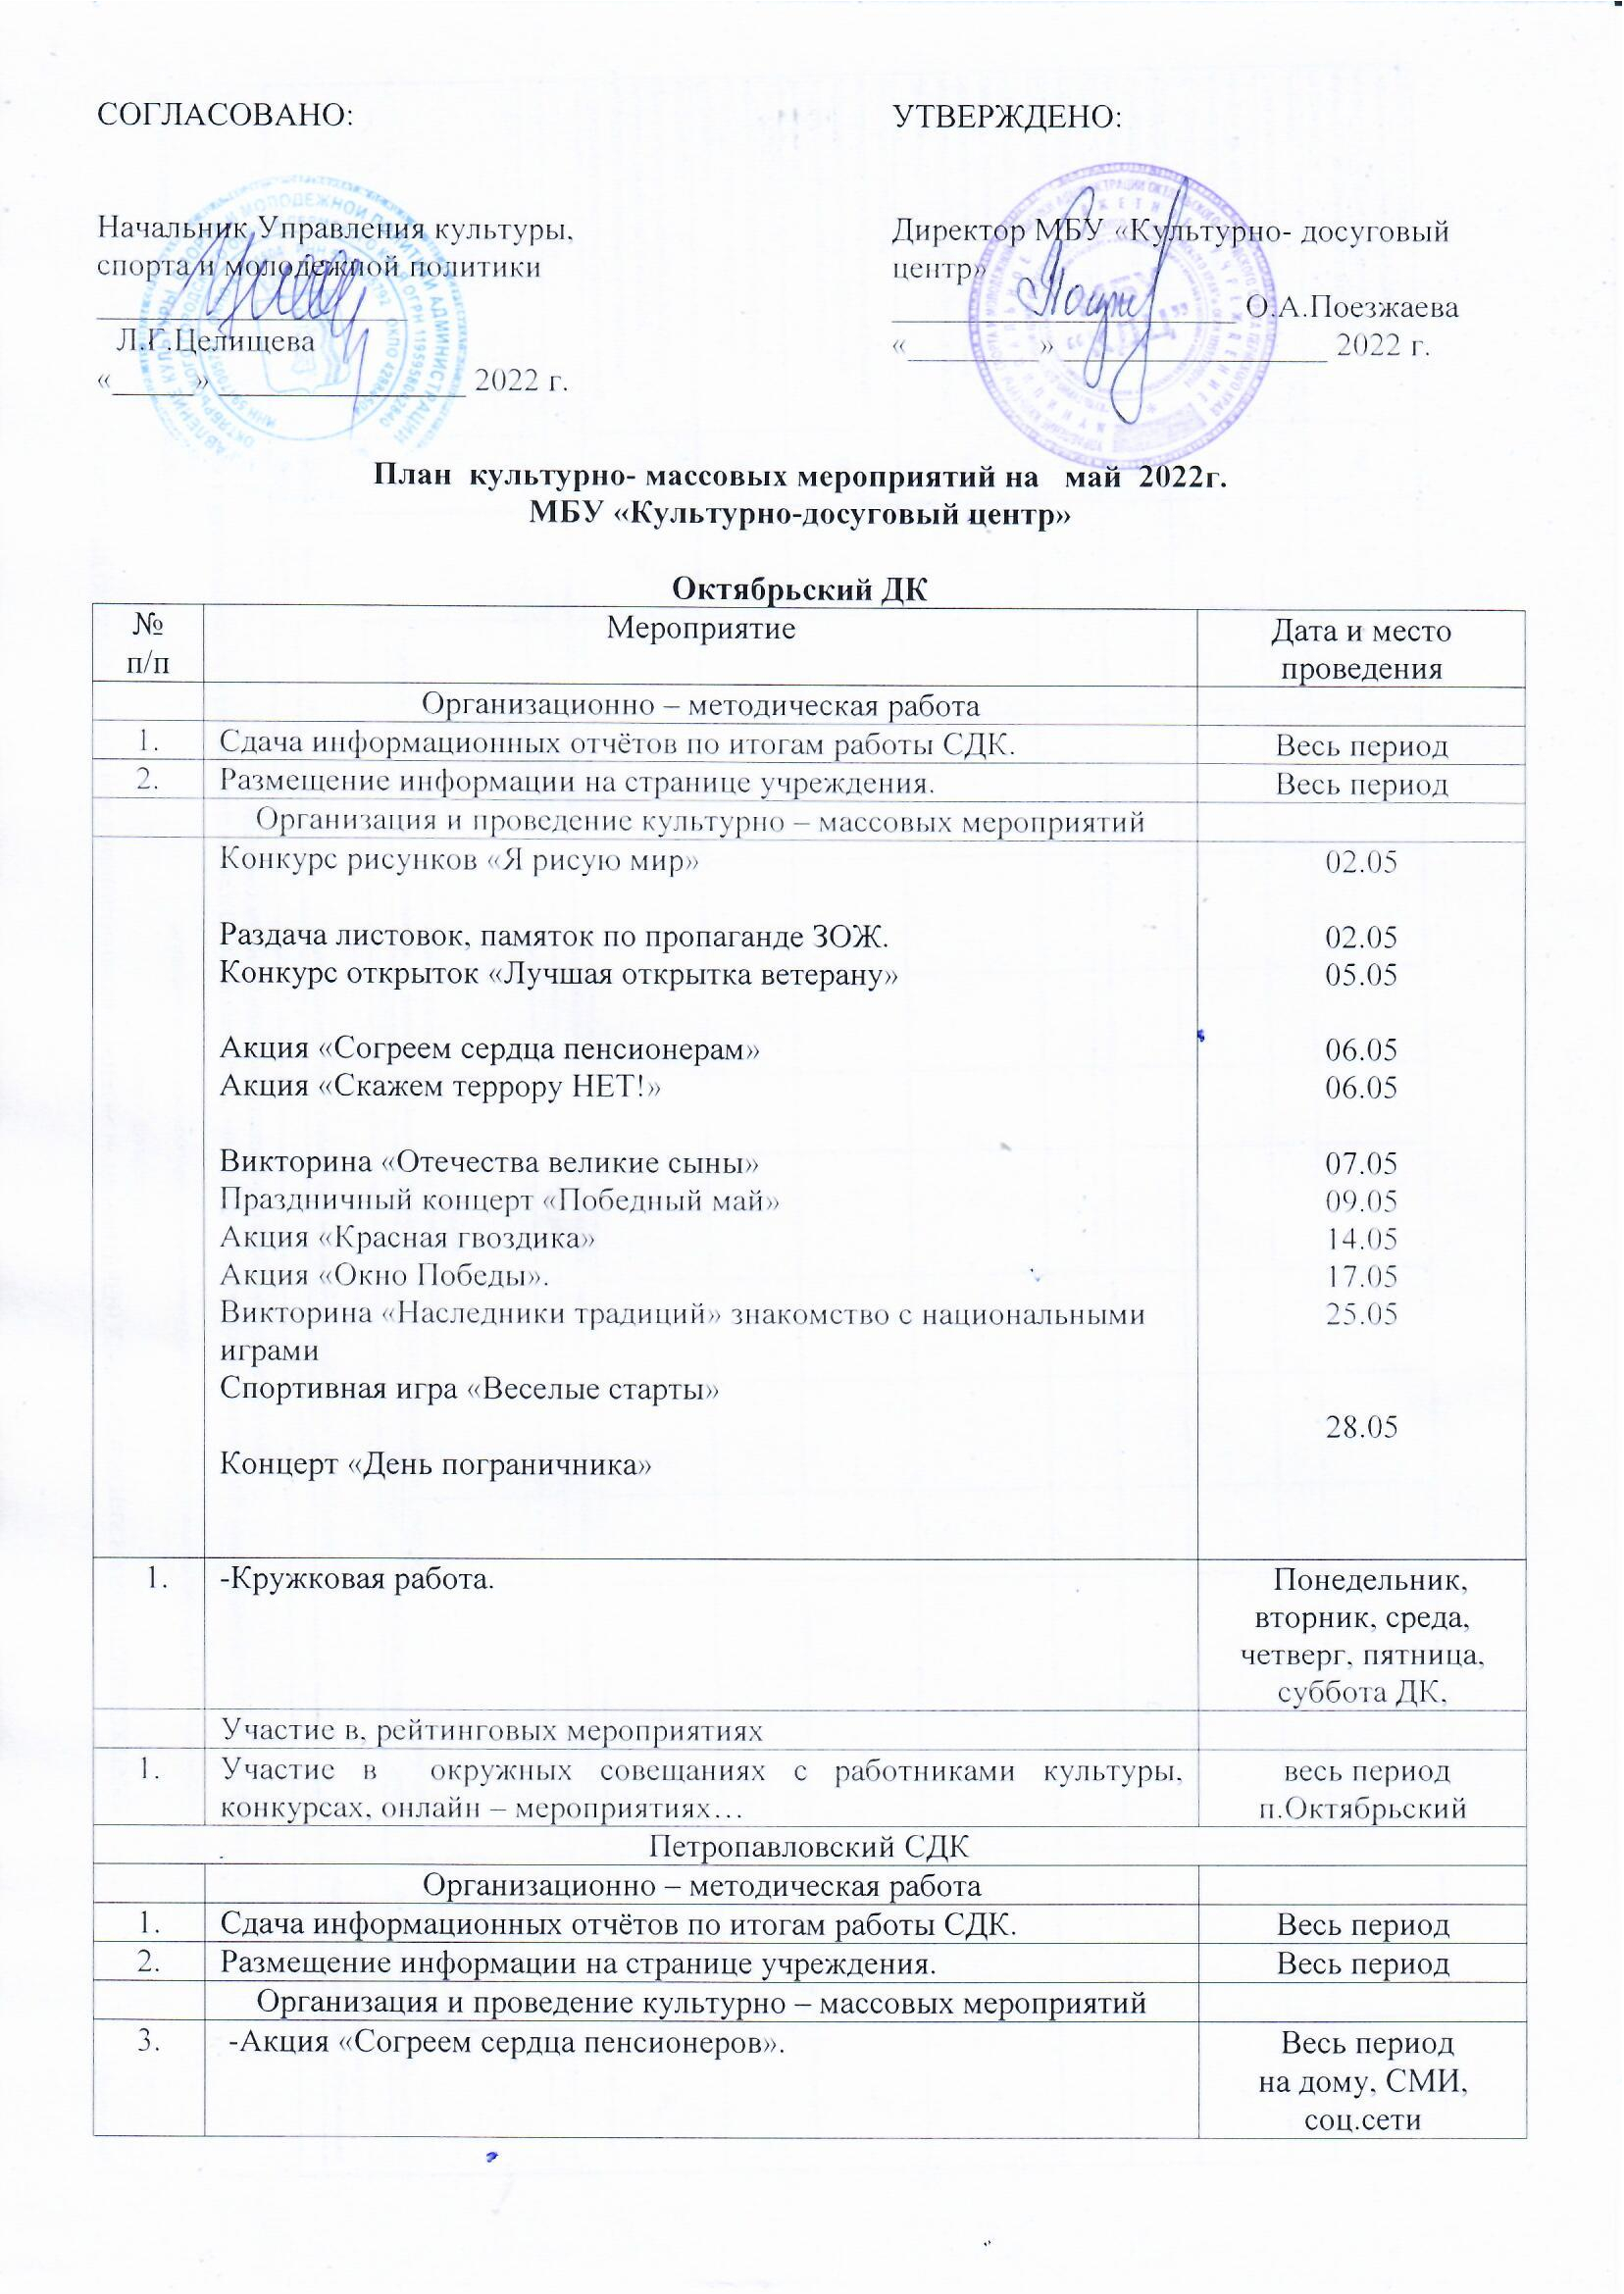 СОГЛАСОВАНО:
УТВЕРЖДЕНО:
Начальник Управления культуры,
спорта и молодежной политики
Л.Г.Целищева
«_____» _______________ 2022 г.
Директор МБУ «Культурно- досуговый
центр»
_____________________ О.А.Поезжаева
«________» ________________ 2022 г.
План культурно- массовых мероприятий на май 2022г.
МБУ «Культурно-досуговый центр»
Октябрьский ДК
№ Мероприятие Дата и место
п/п проведения
Организационно – методическая работа
1. Сдача информационных отчётов по итогам работы СДК. Весь период
2. Размещение информации на странице учреждения. Весь период
Организация и проведение культурно – массовых мероприятий
Конкурс рисунков «Я рисую мир» 02.05
Раздача листовок, памяток по пропаганде ЗОЖ. 02.05
Конкурс открыток «Лучшая открытка ветерану» 05.05
Акция «Согреем сердца пенсионерам» 06.05
Акция «Скажем террору НЕТ!» 06.05
Викторина «Отечества великие сыны» 07.05
Праздничный концерт «Победный май» 09.05
Акция «Красная гвоздика» 14.05
Акция «Окно Победы». 17.05
Викторина «Наследники традиций» знакомство с национальными 25.05
играми
Спортивная игра «Веселые старты»
28.05
Концерт «День пограничника»
1. -Кружковая работа. Понедельник,
вторник, среда,
четверг, пятница,
суббота ДК,
Участие в, рейтинговых мероприятиях
1. Участие в окружных совещаниях с работниками культуры, весь период
конкурсах, онлайн – мероприятиях… п.Октябрьский
Петропавловский СДК
Организационно – методическая работа
1. Сдача информационных отчётов по итогам работы СДК. Весь период
2. Размещение информации на странице учреждения. Весь период
Организация и проведение культурно – массовых мероприятий
3. -Акция «Согреем сердца пенсионеров». Весь период
на дому, СМИ,
соц.сети